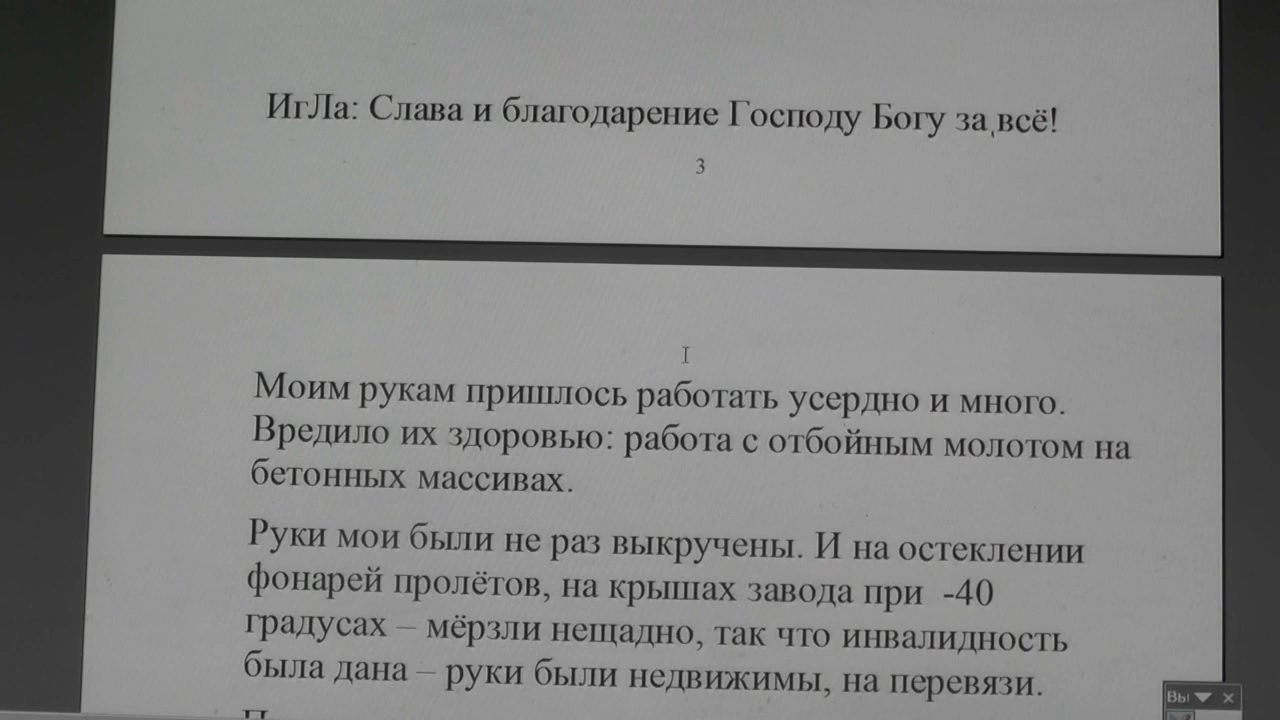 ИгЛа: Слава и благодарение Господу Богу за всё!
3
Моим рукам пришлось работать усердно и много.
Вредило их здоровью: работа с отбойным молотом на
бетонных массивах.
Руки мои были не раз выкручены. И на остеклении
фонарей пролётов, на крышах завода при -40
градусах – мёрзли нещадно, так что инвалидность
была дана – руки были недвижимы, на перевязи.
Вы